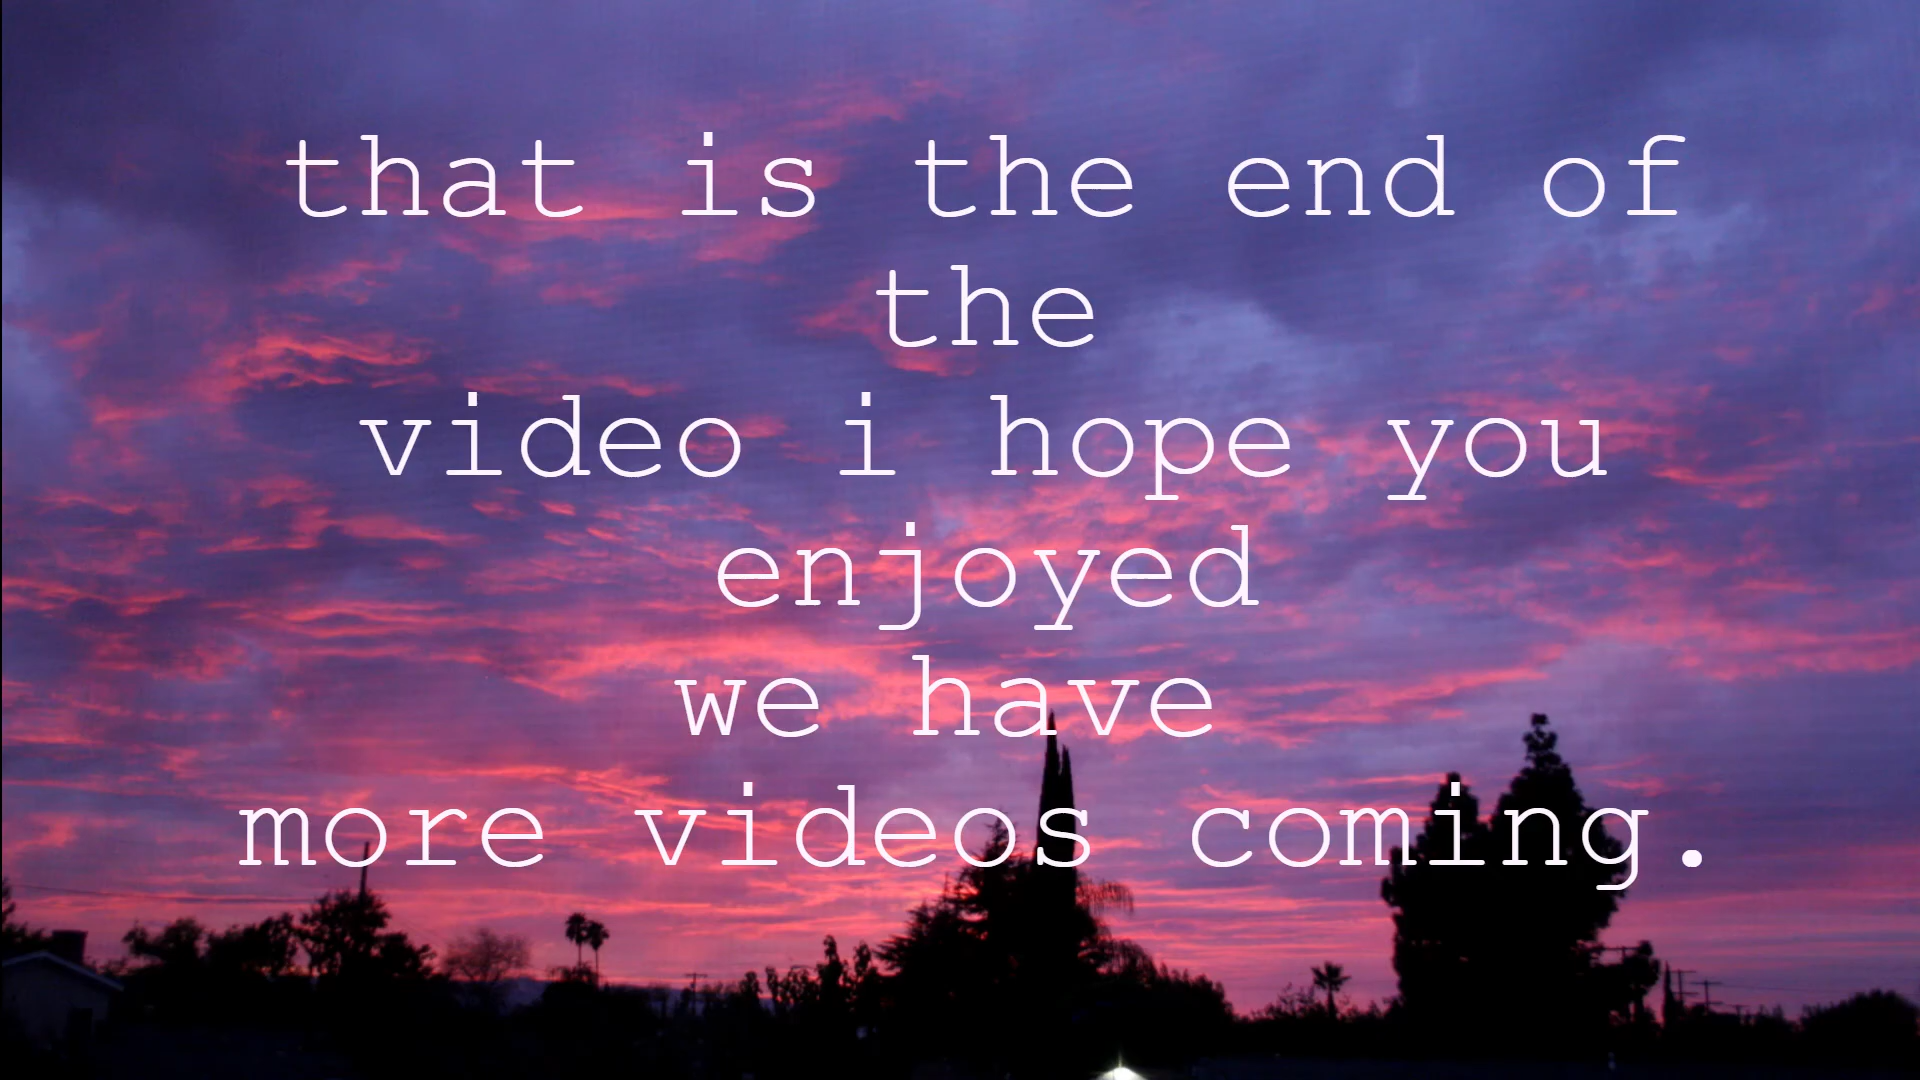 that is the end of
the
video i hope you
enjoyed
we have
more videos coming.